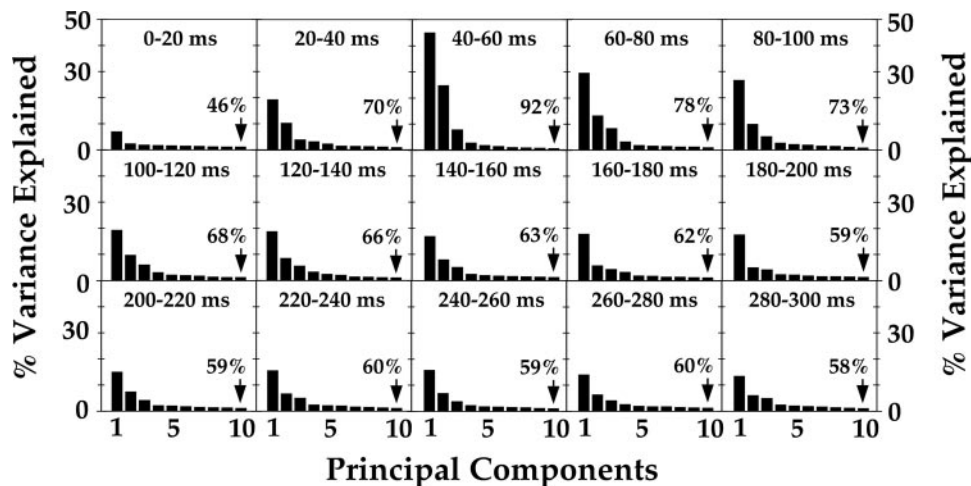 % Variance Explained
50
30
0
0-20 ms
20-40 ms
40-60 ms
60-80 ms
80-100 ms
46%
70%
92%
78%
73%
50
30
0
% Variance Explained
30
0
100-120 ms
120-140 ms
140-160 ms
160-180 ms
180-200 ms
68%
66%
63%
62%
59%
30
0
30
0
200-220 ms
220-240 ms
240-260 ms
260-280 ms
280-300 ms
59%
60%
59%
60%
58%
30
0
1 5 10 1 5 10 1 5 10 1 5 10 1 5 10
Principal Components